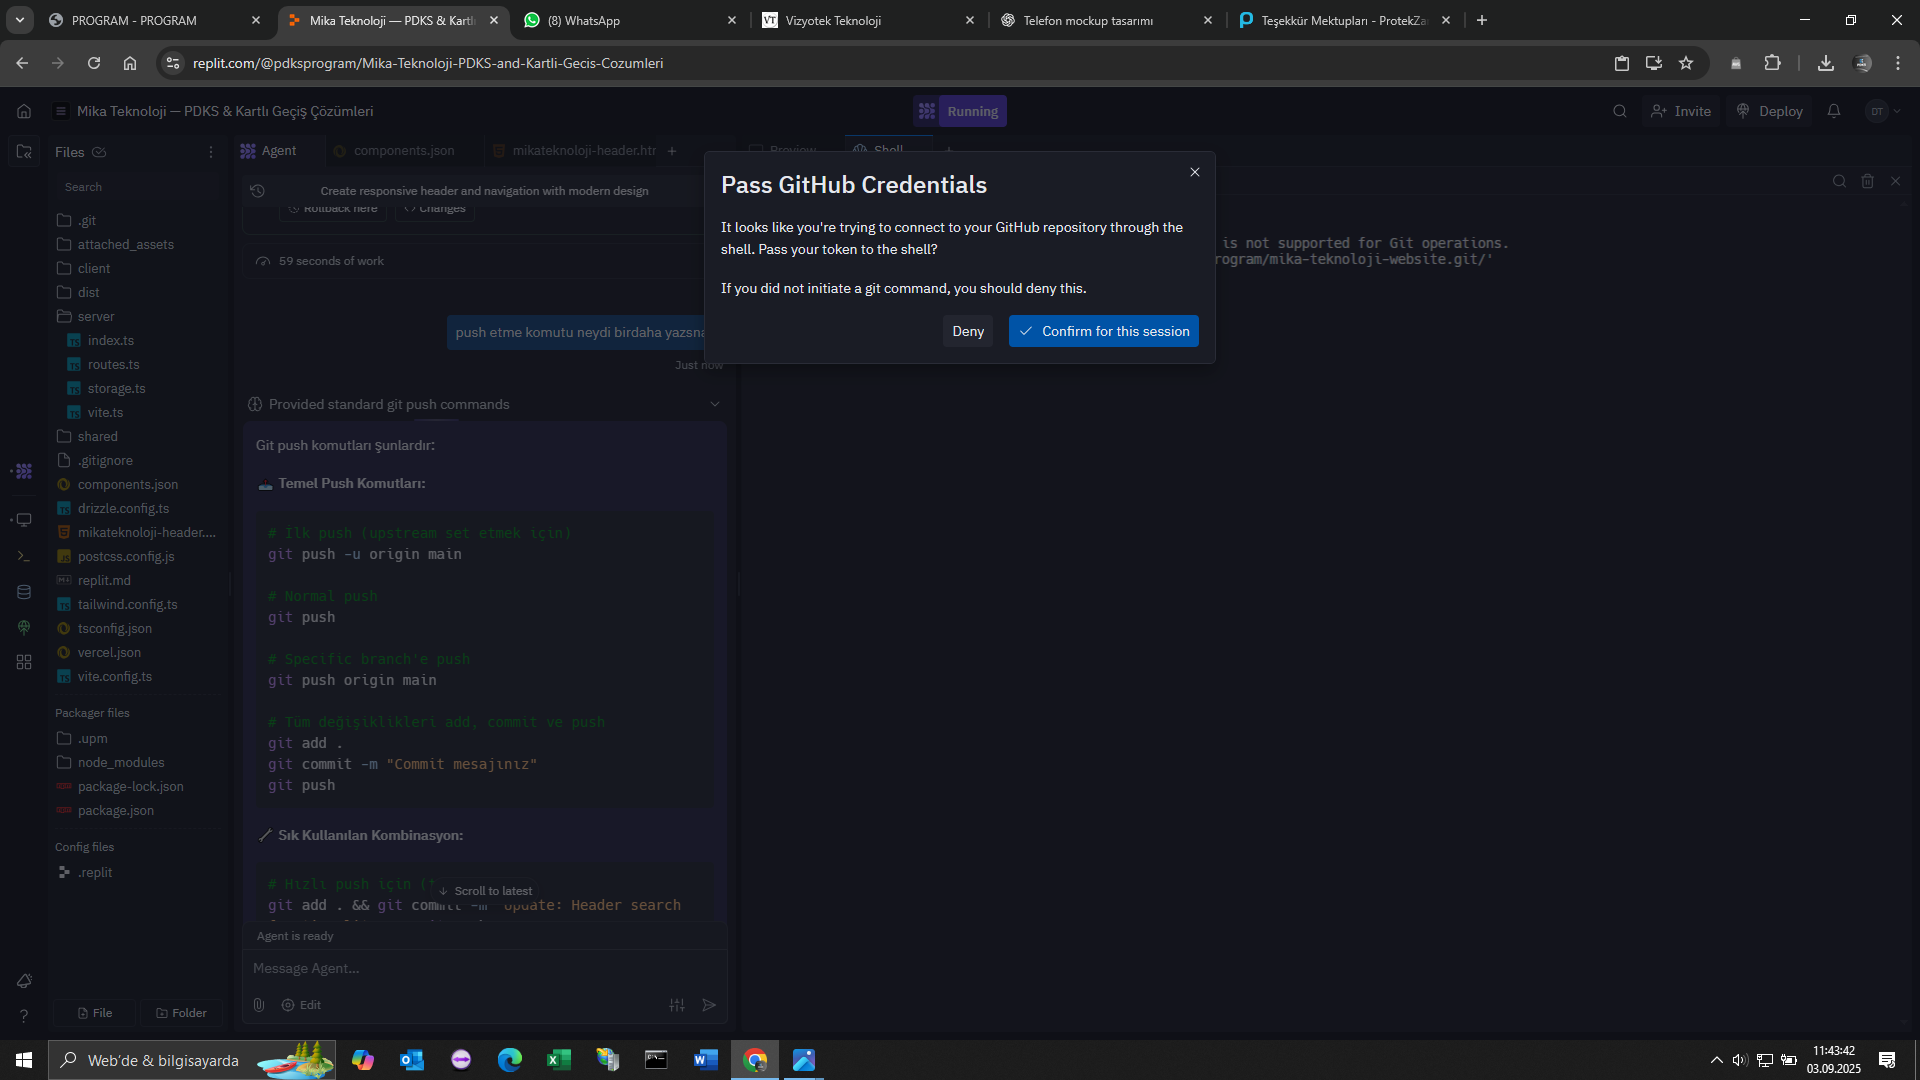 PROGRAM - PROGRAM
Mika Teknoloji — PDKS & Kartlı
(8) WhatsApp
Vizyotek Teknoloji
Telefon mockup tasarımı
Teşekkür Mektupları - ProtekZa
replit.com/@pdksprogram/Mika-Teknoloji-PDKS-and-Kartli-Gecis-Cozumleri
Mika Teknoloji — PDKS & Kartlı Geçiş Çözümleri
Running
Invite
Deploy
DT
Files
Search
.git
attached_assets
client
dist
server
index.ts
routes.ts
storage.ts
vite.ts
shared
.gitignore
components.json
drizzle.config.ts
mikateknoloji-header....
postcss.config.js
replit.md
tailwind.config.ts
tsconfig.json
vercel.json
vite.config.ts
Packager files
.upm
node_modules
package-lock.json
package.json
Config files
.replit
File
Folder
Agent
components.json
mikateknoloji-header.htm
Create responsive header and navigation with modern design
Rollback here
Changes
59 seconds of work
push etme komutu neydi birdaha yazsna
Just now
Provided standard git push commands
Git push komutları şunlardır:
Temel Push Komutları:
# İlk push (upstream set etmek için)
git push -u origin main
# Normal push
git push
# Specific branch'e push
git push origin main
# Tüm değişiklikleri add, commit ve push
git add .
git commit -m "Commit mesajınız"
git push
Sık Kullanılan Kombinasyon:
# Hızlı push için (
Scroll to latest
git add . && git commit -m "Update: Header search
Agent is ready
Message Agent...
Edit
Preview
Shell
Pass GitHub Credentials
It looks like you're trying to connect to your GitHub repository through the
shell. Pass your token to the shell?
If you did not initiate a git command, you should deny this.
Deny
Confirm for this session
is not supported for Git operations.
rogram/mika-teknoloji-website.git/'
Web'de & bilgisayarda
11:43:42
03.09.2025